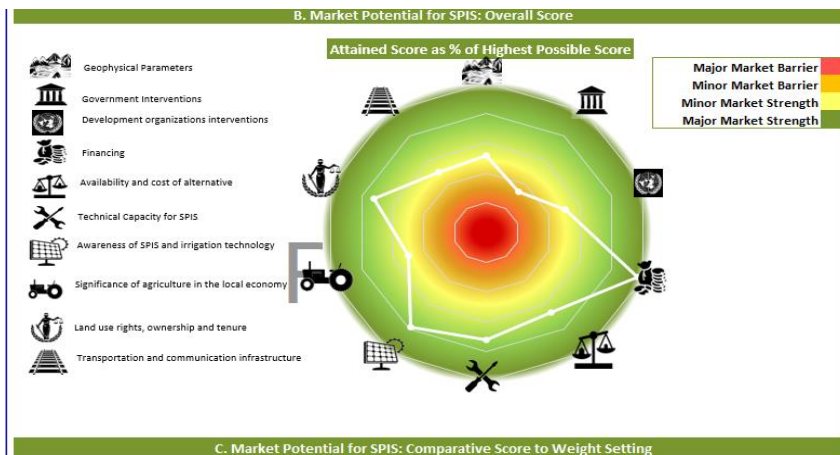 B. Market Potential for SPIS: Overall Score
Attained Score as % of Highest Possible Score
Geophysical Parameters
Government Interventions
Development organizations interventions
Financing
Availability and cost of alternative
Technical Capacity for SPIS
Awareness of SPIS and irrigation technology
Significance of agriculture in the local economy
Land use rights, ownership and tenure
Transportation and communication infrastructure
F
Major Market Barrier
Minor Market Barrier
Minor Market Strength
Major Market Strength
C. Market Potential for SPIS: Comparative Score to Weight Setting